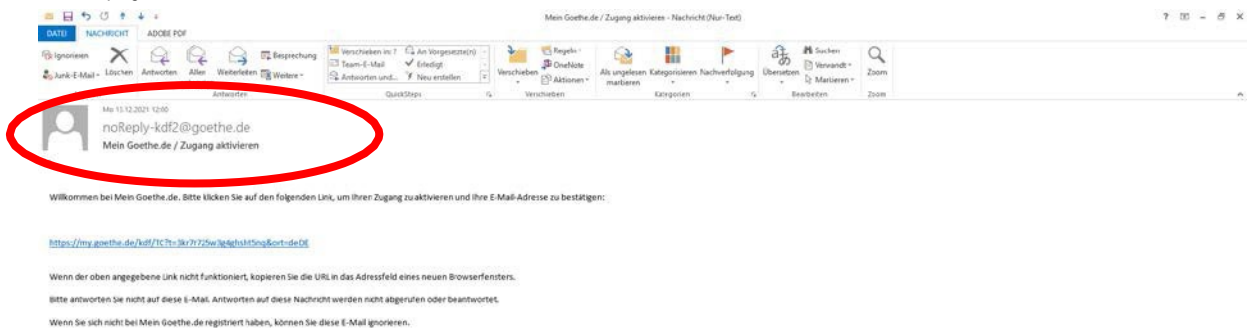 Mein Goethe.de / Zugang aktivieren - Nachricht (Nur-Text)
DATEI NACHRICHT ADOBE PDF
Ignorieren
Junk-E-Mail
Löschen
Antworten
Allen
Weiterleiten
Besprechung
Weitere
Antworten
Verschieben in: ?
Team-E-Mail
Antworten und...
An Vorgesetzte(n)
Erledigt
Neu erstellen
QuickSteps
Verschieben
Regeln
OneNote
Aktionen
Verschieben
Als ungelesen markieren
Kategorisieren
Nachverfolgung
Kategorien
Übersetzen
Suchen
Verwandt
Markieren
Bearbeiten
Zoom
Zoom
Mo 13.12.2021 12:00
noReply-kdf2@goethe.de
Mein Goethe.de / Zugang aktivieren
Willkommen bei Mein Goethe.de. Bitte klicken Sie auf den folgenden Link, um Ihren Zugang zu aktivieren und Ihre E-Mail-Adresse zu bestätigen:
Wenn der oben angegebene Link nicht funktioniert, kopieren Sie die URL in das Adressfeld eines neuen Browserfensters.
Bitte antworten Sie nicht auf diese E-Mail. Antworten auf diese Nachricht werden nicht abgerufen oder beantwortet.
Wenn Sie sich nicht bei Mein Goethe.de registriert haben, können Sie diese E-Mail ignorieren.